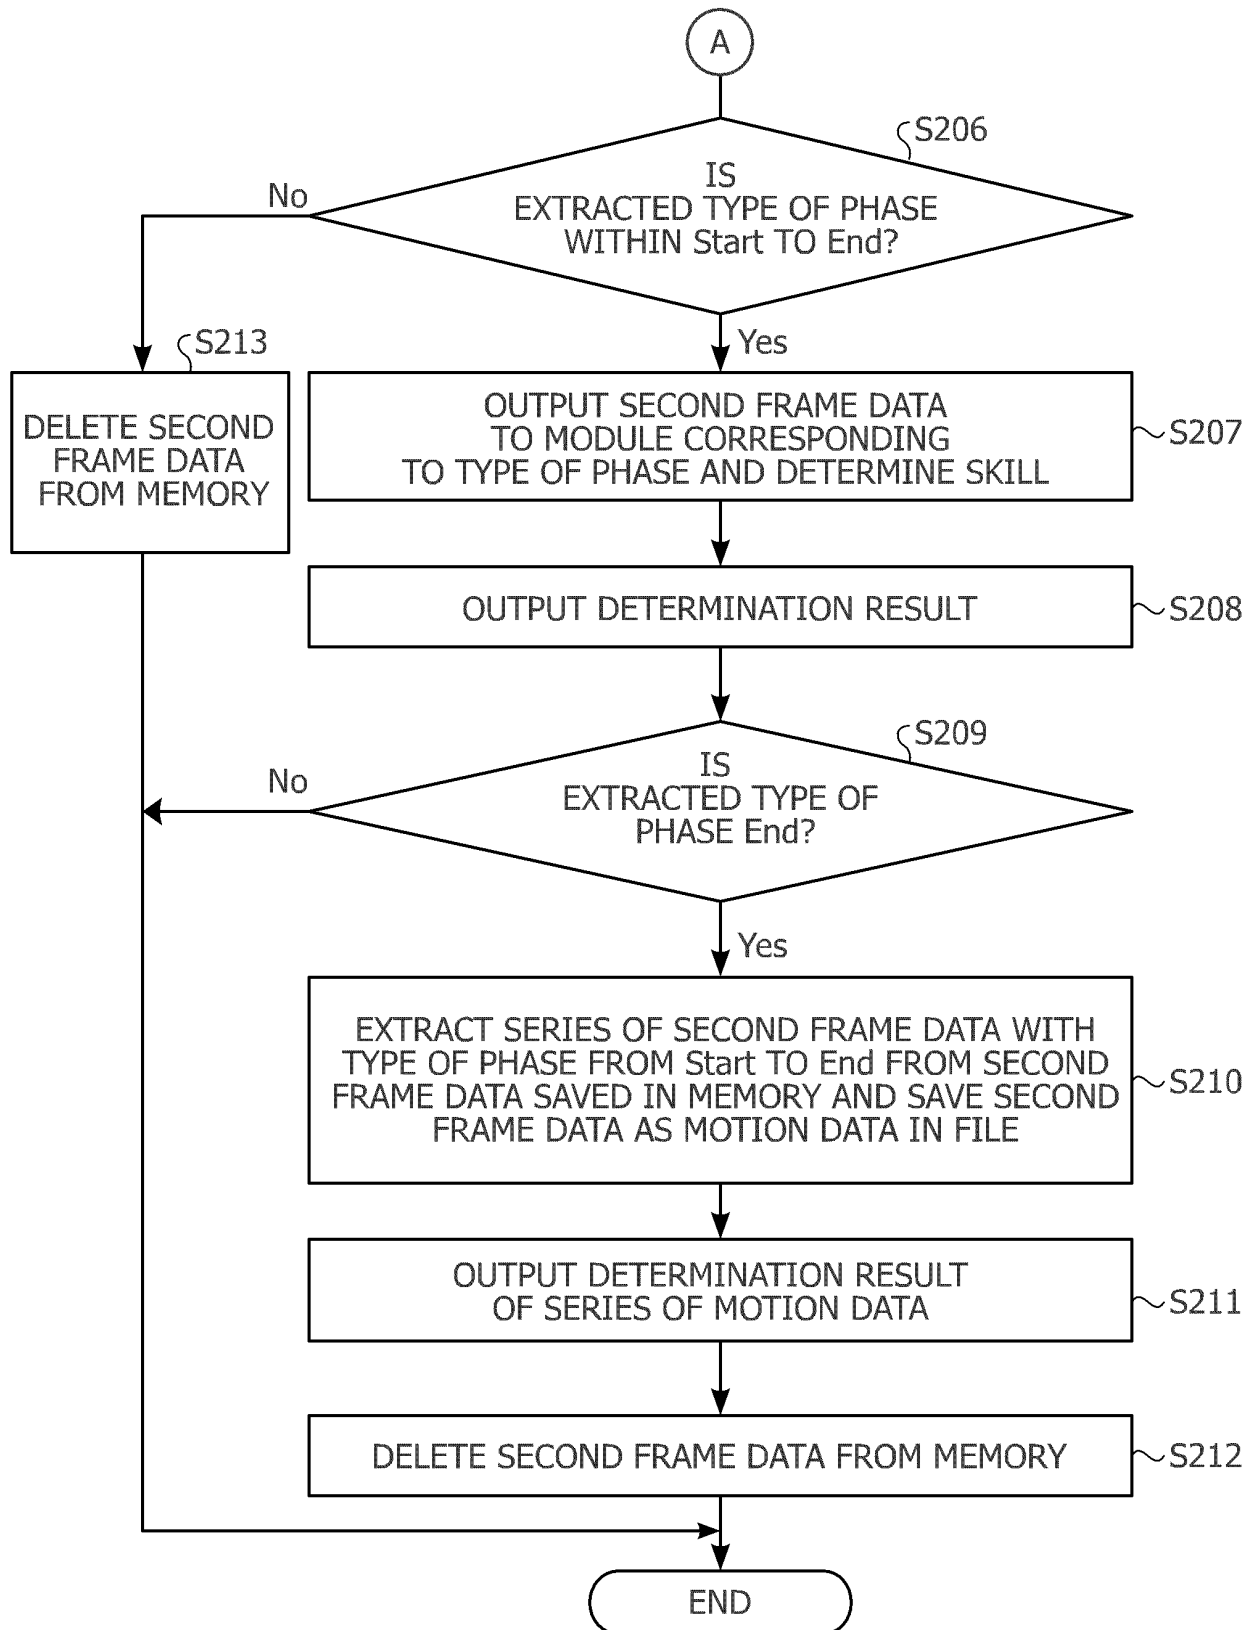 A
S206
IS
EXTRACTED TYPE OF PHASE
WITHIN Start TO End?
No
Yes
S213
DELETE SECOND
FRAME DATA
FROM MEMORY
OUTPUT SECOND FRAME DATA
TO MODULE CORRESPONDING
TO TYPE OF PHASE AND DETERMINE SKILL
S207
OUTPUT DETERMINATION RESULT
S208
S209
IS
EXTRACTED TYPE OF
PHASE End?
No
Yes
EXTRACT SERIES OF SECOND FRAME DATA WITH
TYPE OF PHASE FROM Start TO End FROM SECOND
FRAME DATA SAVED IN MEMORY AND SAVE SECOND
FRAME DATA AS MOTION DATA IN FILE
S210
OUTPUT DETERMINATION RESULT
OF SERIES OF MOTION DATA
S211
DELETE SECOND FRAME DATA FROM MEMORY
S212
END